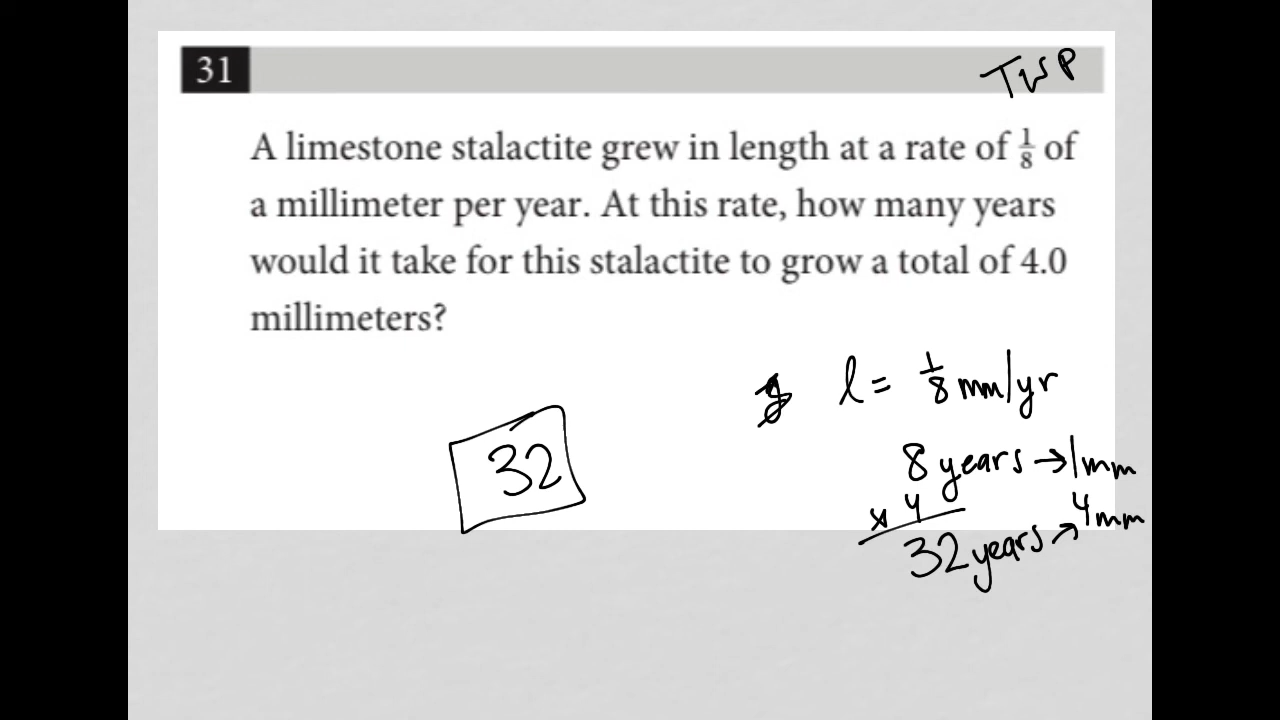 31
TWP
A limestone stalactite grew in length at a rate of 1/8 of
a millimeter per year. At this rate, how many years
would it take for this stalactite to grow a total of 4.0
millimeters?
l = 1/8 mm/yr
8 years → 1mm
x 4
32 years → 4mm
32